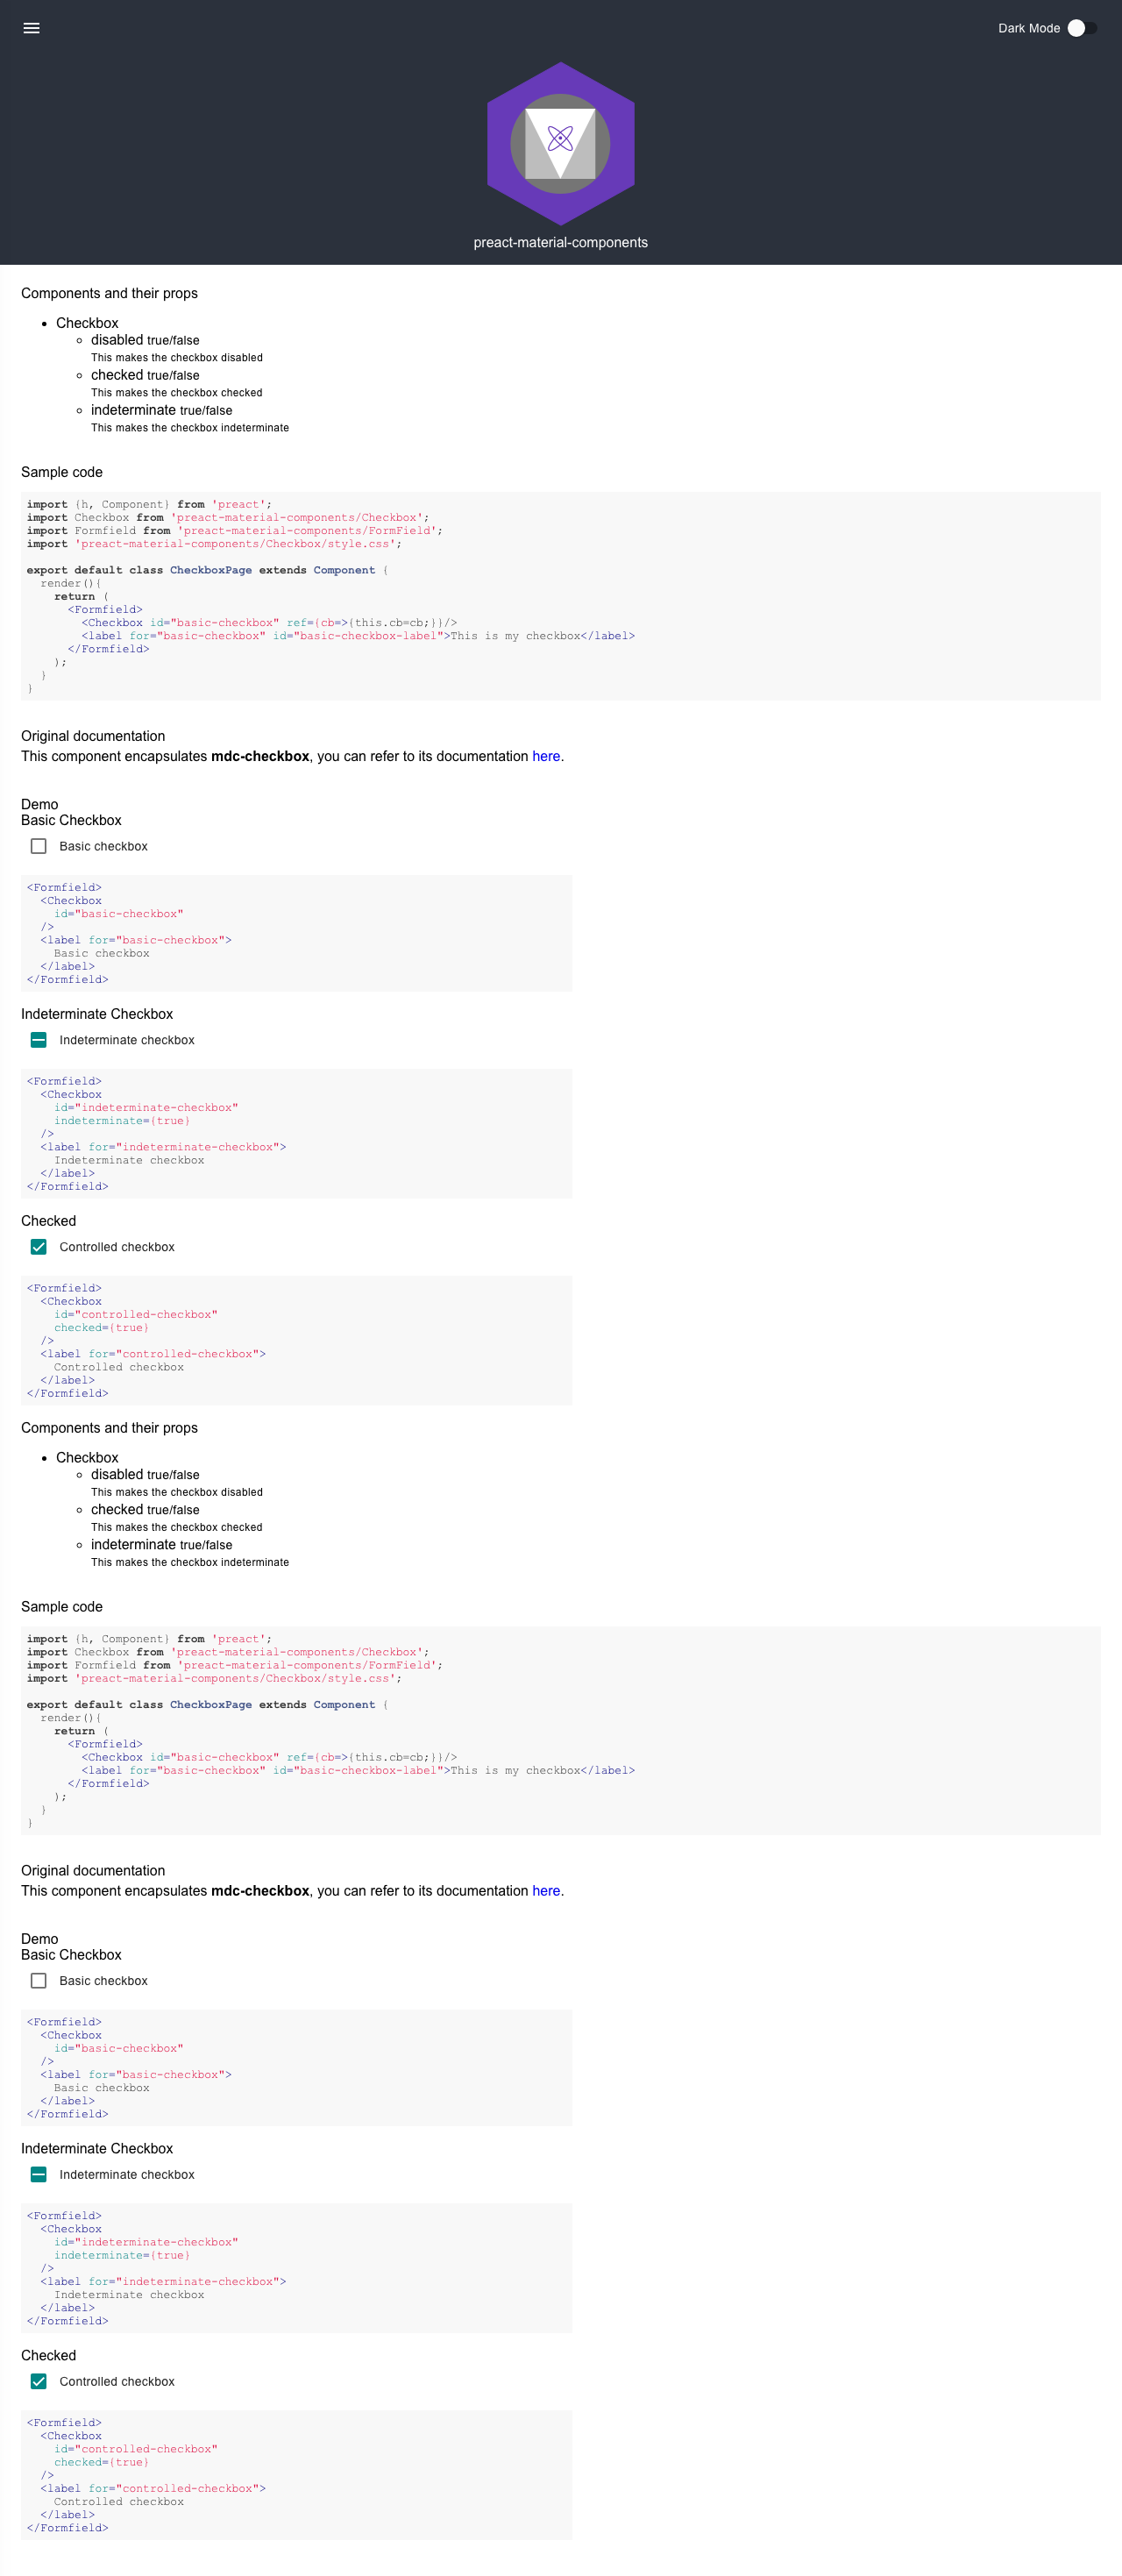 Dark Mode
preact-material-components
Components and their props
Checkbox
disabled true/false
This makes the checkbox disabled
checked true/false
This makes the checkbox checked
indeterminate true/false
This makes the checkbox indeterminate
Sample code
import {h, Component} from 'preact';
import Checkbox from 'preact-material-components/Checkbox';
import Formfield from 'preact-material-components/FormField';
import 'preact-material-components/Checkbox/style.css';
export default class CheckboxPage extends Component {
render(){
return (
<Formfield>
<Checkbox id="basic-checkbox" ref={cb=>{this.cb=cb;}}/>
<label for="basic-checkbox" id="basic-checkbox-label">This is my checkbox</label>
</Formfield>
);
}
}
Original documentation
This component encapsulates mdc-checkbox, you can refer to its documentation here.
Demo
Basic Checkbox
Basic checkbox
<Formfield>
<Checkbox
id="basic-checkbox"
/>
<label for="basic-checkbox">
Basic checkbox
</label>
</Formfield>
Indeterminate Checkbox
Indeterminate checkbox
<Formfield>
<Checkbox
id="indeterminate-checkbox"
indeterminate={true}
/>
<label for="indeterminate-checkbox">
Indeterminate checkbox
</label>
</Formfield>
Checked
Controlled checkbox
<Formfield>
<Checkbox
id="controlled-checkbox"
checked={true}
/>
<label for="controlled-checkbox">
Controlled checkbox
</label>
</Formfield>
Components and their props
Checkbox
disabled true/false
This makes the checkbox disabled
checked true/false
This makes the checkbox checked
indeterminate true/false
This makes the checkbox indeterminate
Sample code
import {h, Component} from 'preact';
import Checkbox from 'preact-material-components/Checkbox';
import Formfield from 'preact-material-components/FormField';
import 'preact-material-components/Checkbox/style.css';
export default class CheckboxPage extends Component {
render(){
return (
<Formfield>
<Checkbox id="basic-checkbox" ref={cb=>{this.cb=cb;}}/>
<label for="basic-checkbox" id="basic-checkbox-label">This is my checkbox</label>
</Formfield>
);
}
}
Original documentation
This component encapsulates mdc-checkbox, you can refer to its documentation here.
Demo
Basic Checkbox
Basic checkbox
<Formfield>
<Checkbox
id="basic-checkbox"
/>
<label for="basic-checkbox">
Basic checkbox
</label>
</Formfield>
Indeterminate Checkbox
Indeterminate checkbox
<Formfield>
<Checkbox
id="indeterminate-checkbox"
indeterminate={true}
/>
<label for="indeterminate-checkbox">
Indeterminate checkbox
</label>
</Formfield>
Checked
Controlled checkbox
<Formfield>
<Checkbox
id="controlled-checkbox"
checked={true}
/>
<label for="controlled-checkbox">
Controlled checkbox
</label>
</Formfield>